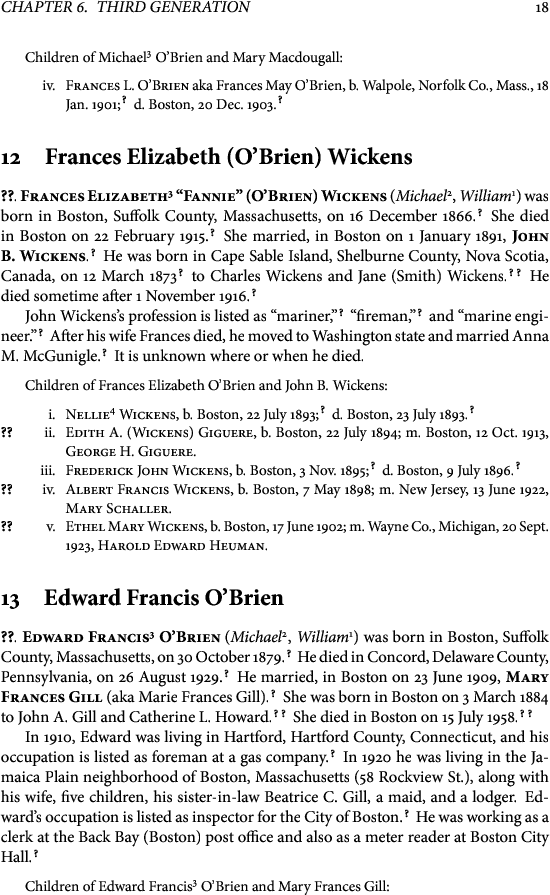 CHAPTER 6. THIRD GENERATION 18
Children of Michael³ O’Brien and Mary Macdougall:
iv. Frances L. O’Brien aka Frances May O’Brien, b. Walpole, Norfolk Co., Mass., 18
Jan. 1901;? d. Boston, 20 Dec. 1903.?
12 Frances Elizabeth (O’Brien) Wickens
??. Frances Elizabeth³ “Fannie” (O’Brien) Wickens (Michael², William¹) was
born in Boston, Suffolk County, Massachusetts, on 16 December 1866.? She died
in Boston on 22 February 1915.? She married, in Boston on 1 January 1891, John
B. Wickens.? He was born in Cape Sable Island, Shelburne County, Nova Scotia,
Canada, on 12 March 1873? to Charles Wickens and Jane (Smith) Wickens.? ? He
died sometime after 1 November 1916.?
John Wickens’s profession is listed as “mariner,”? “fireman,”? and “marine engi-
neer.”? After his wife Frances died, he moved to Washington state and married Anna
M. McGunigle.? It is unknown where or when he died.
Children of Frances Elizabeth O’Brien and John B. Wickens:
i. Nellie⁴ Wickens, b. Boston, 22 July 1893;? d. Boston, 23 July 1893.?
?? ii. Edith A. (Wickens) Giguere, b. Boston, 22 July 1894; m. Boston, 12 Oct. 1913,
George H. Giguere.
iii. Frederick John Wickens, b. Boston, 3 Nov. 1895;? d. Boston, 9 July 1896.?
?? iv. Albert Francis Wickens, b. Boston, 7 May 1898; m. New Jersey, 13 June 1922,
Mary Schaller.
?? v. Ethel Mary Wickens, b. Boston, 17 June 1902; m. Wayne Co., Michigan, 20 Sept.
1923, Harold Edward Heuman.
13 Edward Francis O’Brien
??. Edward Francis³ O’Brien (Michael², William¹) was born in Boston, Suffolk
County, Massachusetts, on 30 October 1879.? He died in Concord, Delaware County,
Pennsylvania, on 26 August 1929.? He married, in Boston on 23 June 1909, Mary
Frances Gill (aka Marie Frances Gill).? She was born in Boston on 3 March 1884
to John A. Gill and Catherine L. Howard.? ? She died in Boston on 15 July 1958.? ?
In 1910, Edward was living in Hartford, Hartford County, Connecticut, and his
occupation is listed as foreman at a gas company.? In 1920 he was living in the Ja-
maica Plain neighborhood of Boston, Massachusetts (58 Rockview St.), along with
his wife, five children, his sister-in-law Beatrice C. Gill, a maid, and a lodger. Ed-
ward’s occupation is listed as inspector for the City of Boston.? He was working as a
clerk at the Back Bay (Boston) post office and also as a meter reader at Boston City
Hall.?
Children of Edward Francis³ O’Brien and Mary Frances Gill: